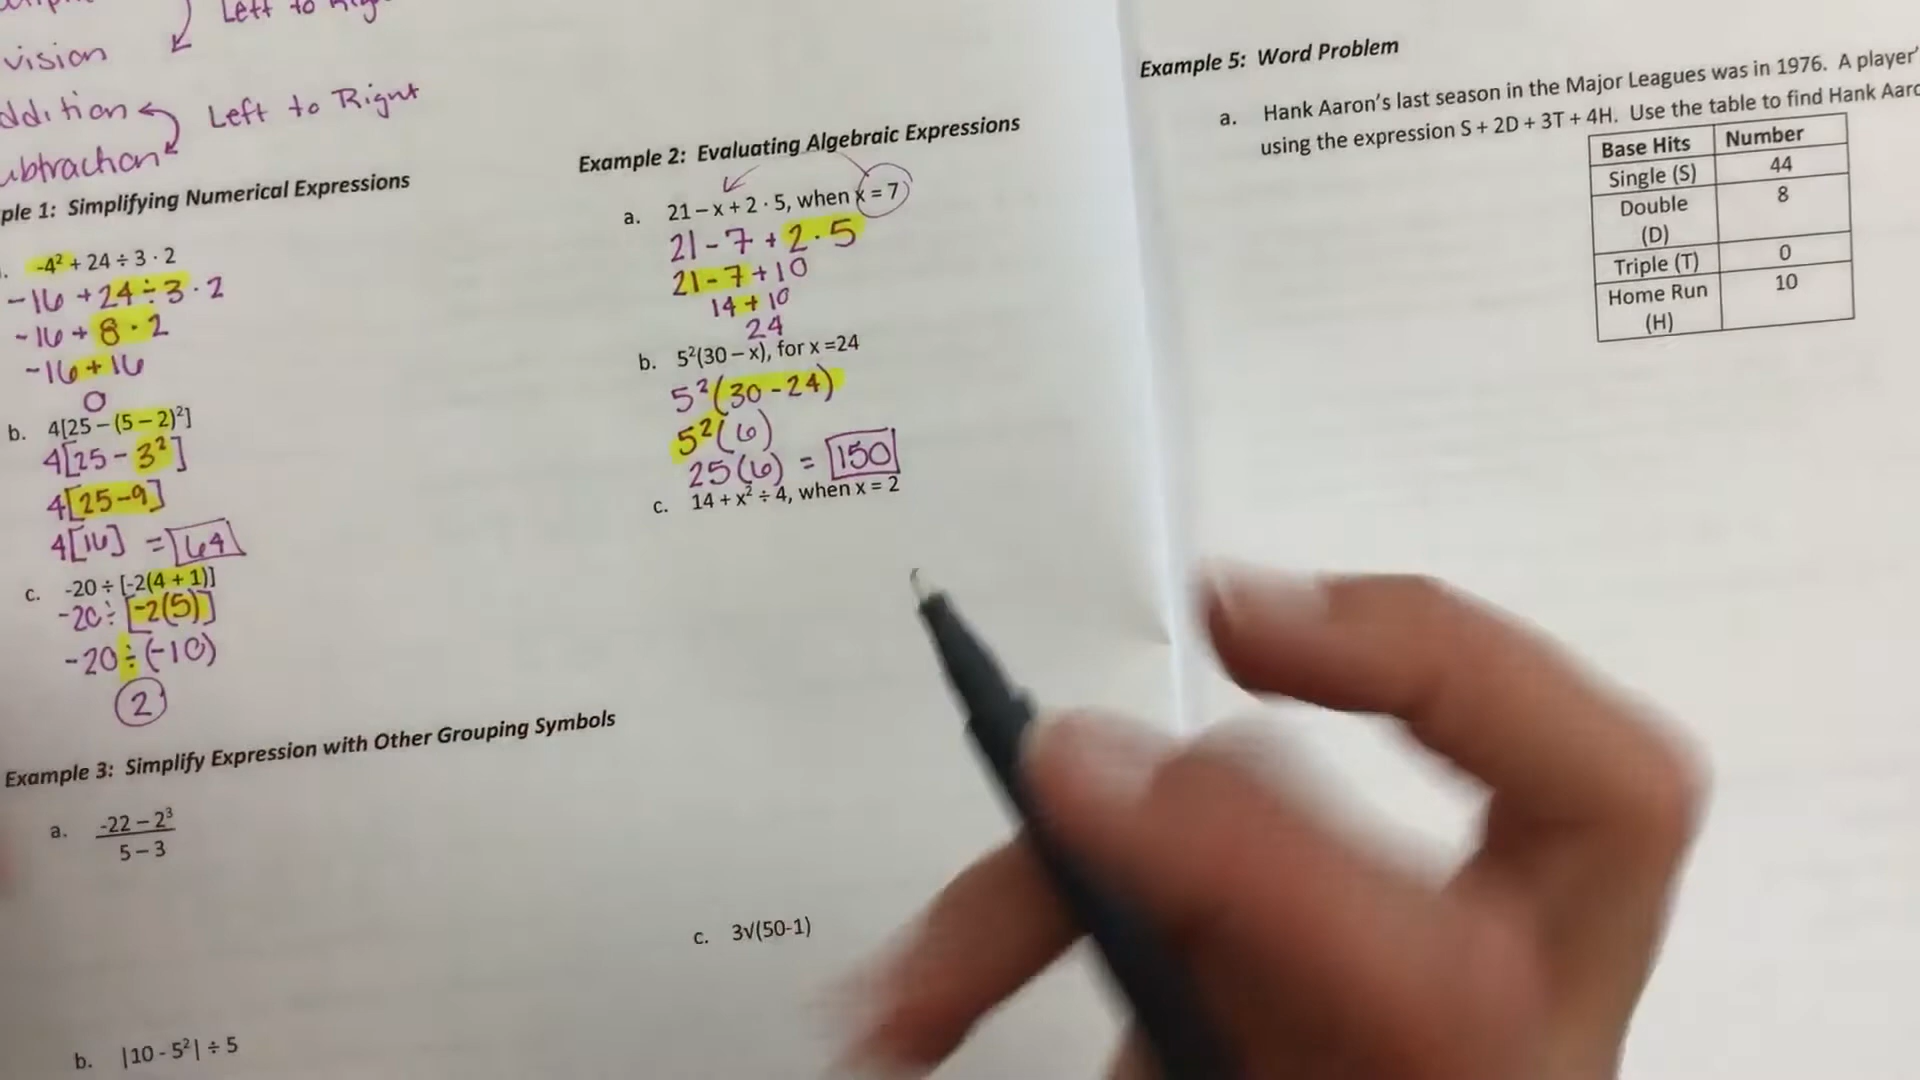 Left to
vision
ddition Left to Right
ubtraction
ple 1: Simplifying Numerical Expressions
. -4² + 24 ÷ 3 · 2
-16 + 24 ÷ 3 · 2
-16 + 8 · 2
-16 + 16
0
b. 4[25 – (5 – 2)²]
4[25 - 3²]
4[25-9]
4[16] = 64
c. -20 ÷ [-2(4 + 1)]
-20 ÷ [-2(5)]
-20 ÷ (-10)
2
Example 2: Evaluating Algebraic Expressions
a. 21 – x + 2 · 5, when x = 7
21 - 7 + 2 · 5
21 - 7 + 10
14 + 10
24
b. 5²(30 – x), for x =24
5²(30 - 24)
5²(6)
25(6) = 150
c. 14 + x² ÷ 4, when x = 2
Example 3: Simplify Expression with Other Grouping Symbols
a. -22 – 2³
5 – 3
c. 3√(50-1)
b. |10 - 5²| ÷ 5
Example 5: Word Problem
a. Hank Aaron's last season in the Major Leagues was in 1976. A player'
using the expression S + 2D + 3T + 4H. Use the table to find Hank Aaro
Base Hits Number
Single (S) 44
Double 8
(D)
Triple (T) 0
Home Run 10
(H)